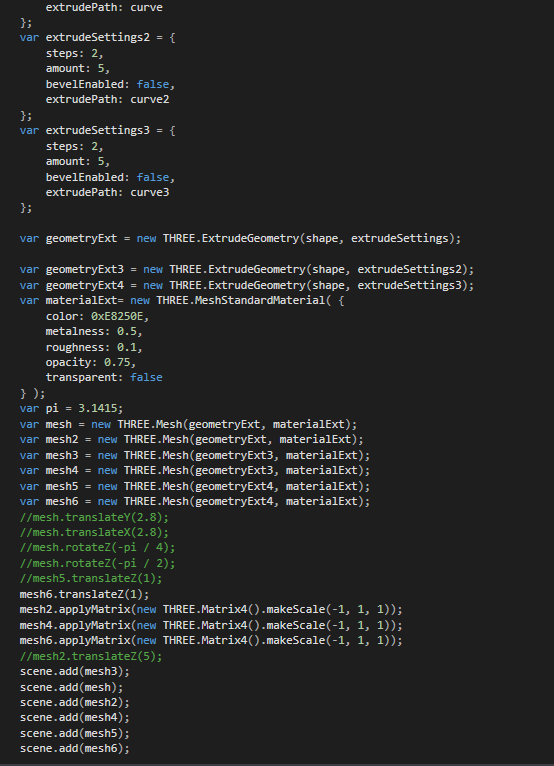 extrudePath: curve
};
var extrudeSettings2 = {
    steps: 2,
    amount: 5,
    bevelEnabled: false,
    extrudePath: curve2
};
var extrudeSettings3 = {
    steps: 2,
    amount: 5,
    bevelEnabled: false,
    extrudePath: curve3
};

var geometryExt = new THREE.ExtrudeGeometry(shape, extrudeSettings);

var geometryExt3 = new THREE.ExtrudeGeometry(shape, extrudeSettings2);
var geometryExt4 = new THREE.ExtrudeGeometry(shape, extrudeSettings3);
var materialExt= new THREE.MeshStandardMaterial( {
    color: 0xE8250E,
    metalness: 0.5,
    roughness: 0.1,
    opacity: 0.75,
    transparent: false
} );
var pi = 3.1415;
var mesh = new THREE.Mesh(geometryExt, materialExt);
var mesh2 = new THREE.Mesh(geometryExt, materialExt);
var mesh3 = new THREE.Mesh(geometryExt3, materialExt);
var mesh4 = new THREE.Mesh(geometryExt3, materialExt);
var mesh5 = new THREE.Mesh(geometryExt4, materialExt);
var mesh6 = new THREE.Mesh(geometryExt4, materialExt);
//mesh.translateY(2.8);
//mesh.translateX(2.8);
//mesh.rotateZ(-pi / 4);
//mesh.rotateZ(-pi / 2);
//mesh5.translateZ(1);
mesh6.translateZ(1);
mesh2.applyMatrix(new THREE.Matrix4().makeScale(-1, 1, 1));
mesh4.applyMatrix(new THREE.Matrix4().makeScale(-1, 1, 1));
mesh6.applyMatrix(new THREE.Matrix4().makeScale(-1, 1, 1));
//mesh2.translateZ(5);
scene.add(mesh3);
scene.add(mesh);
scene.add(mesh2);
scene.add(mesh4);
scene.add(mesh5);
scene.add(mesh6);